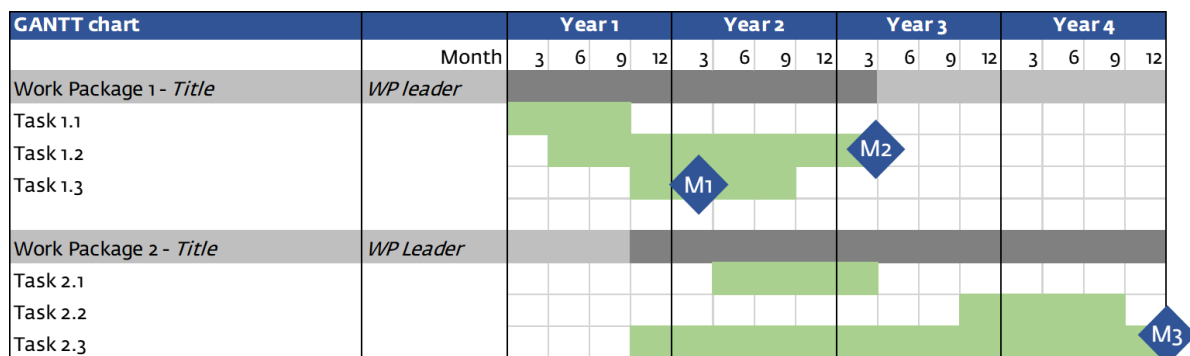 GANTT chart Year 1 Year 2 Year 3 Year 4
Month 3 6 9 12 3 6 9 12 3 6 9 12 3 6 9 12
Work Package 1 - Title WP leader
Task 1.1
Task 1.2 M2
Task 1.3 M1
Work Package 2 - Title WP Leader
Task 2.1
Task 2.2
Task 2.3 M3